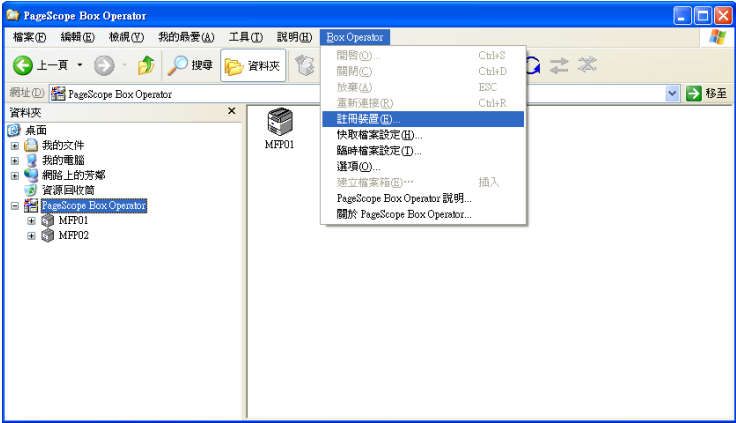 PageScope Box Operator
檔案(F) 編輯(E) 檢視(V) 我的最愛(A) 工具(T) 說明(H) Box Operator
上一頁 搜尋 資料夾
網址(D) PageScope Box Operator 移至
資料夾 ×
桌面
我的文件
我的電腦
網路上的芳鄰
資源回收筒
PageScope Box Operator
MFP01
MFP02
MFP01
開啓(O)... Ctrl+S
關閉(C) Ctrl+D
放棄(A) ESC
重新連接(R) Ctrl+R
註冊裝置(E)...
快取檔案設定(H)...
臨時檔案設定(T)...
選項(O)...
建立檔案箱(E)… 插入
PageScope Box Operator 說明...
關於 PageScope Box Operator...